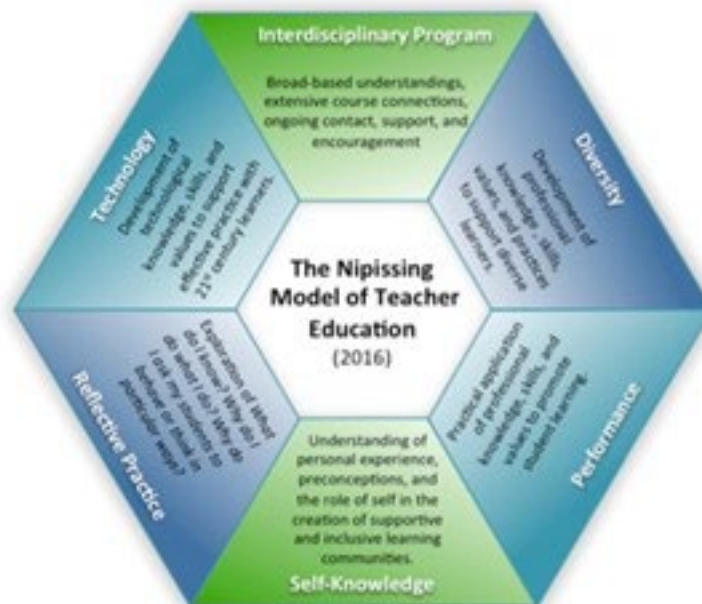 Interdisciplinary Program
Broad-based understandings,
extensive course connections,
ongoing contact, support, and
encouragement
Diversity
Development of
professional
knowledge, skills,
values, and practices
to support diverse
learners.
Performance
Practical application
of professional
knowledge, skills, and
values to promote
student learning.
Understanding of
personal experience,
preconceptions, and
the role of self in the
creation of supportive
and inclusive learning
communities.
Self-Knowledge
Reflective Practice
Exploration of What
do I know? Why do I
do what I do? Why do
I ask my students to
behave or think in
particular ways?
Technology
Development of
technological
knowledge, skills, and
values to support
effective practice with
21st century learners.
The Nipissing
Model of Teacher
Education
(2016)